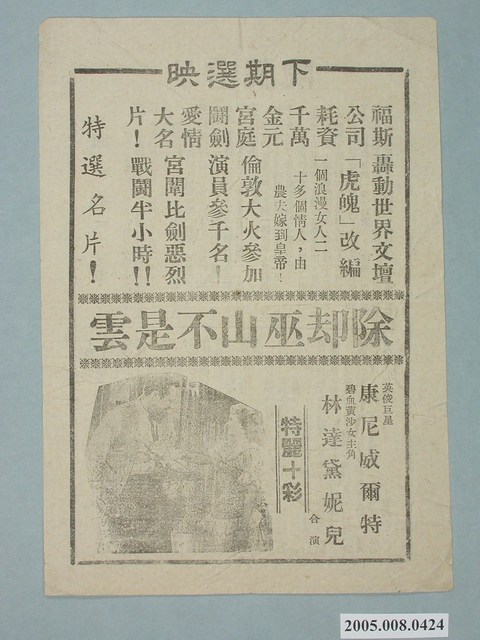 下期選映
福斯
公司
耗資
千萬
金元
宮庭
鬪劍
愛情
大名
片！
轟動世界文壇
「虎魄」改編
一個浪漫女人二
十多個情人，由
農夫嫁到皇帝！
倫敦大火參加
演員參千名！
宮闈比劍惡烈
戰鬪半小時！！
特選名片！
除却巫山不是雲
英俊巨星
康尼威爾特
碧血黃沙女主角
林達黛妮兒
合演
特麗十彩
2005.008.0424